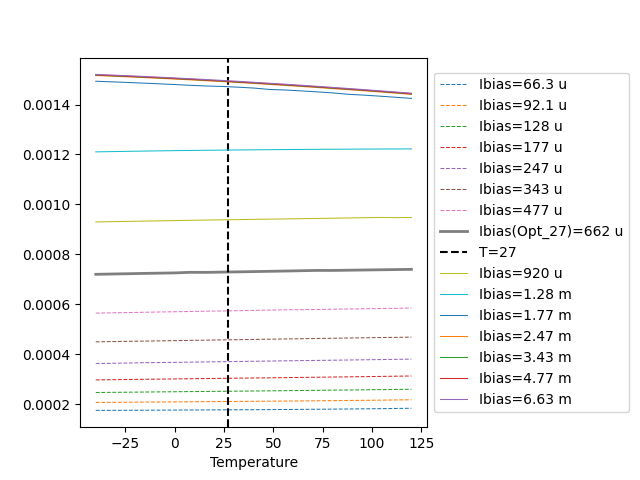 0.0014
0.0012
0.0010
0.0008
0.0006
0.0004
0.0002
−25
0
25
50
75
100
125
Temperature
Ibias=66.3 u
Ibias=92.1 u
Ibias=128 u
Ibias=177 u
Ibias=247 u
Ibias=343 u
Ibias=477 u
Ibias(Opt_27)=662 u
T=27
Ibias=920 u
Ibias=1.28 m
Ibias=1.77 m
Ibias=2.47 m
Ibias=3.43 m
Ibias=4.77 m
Ibias=6.63 m